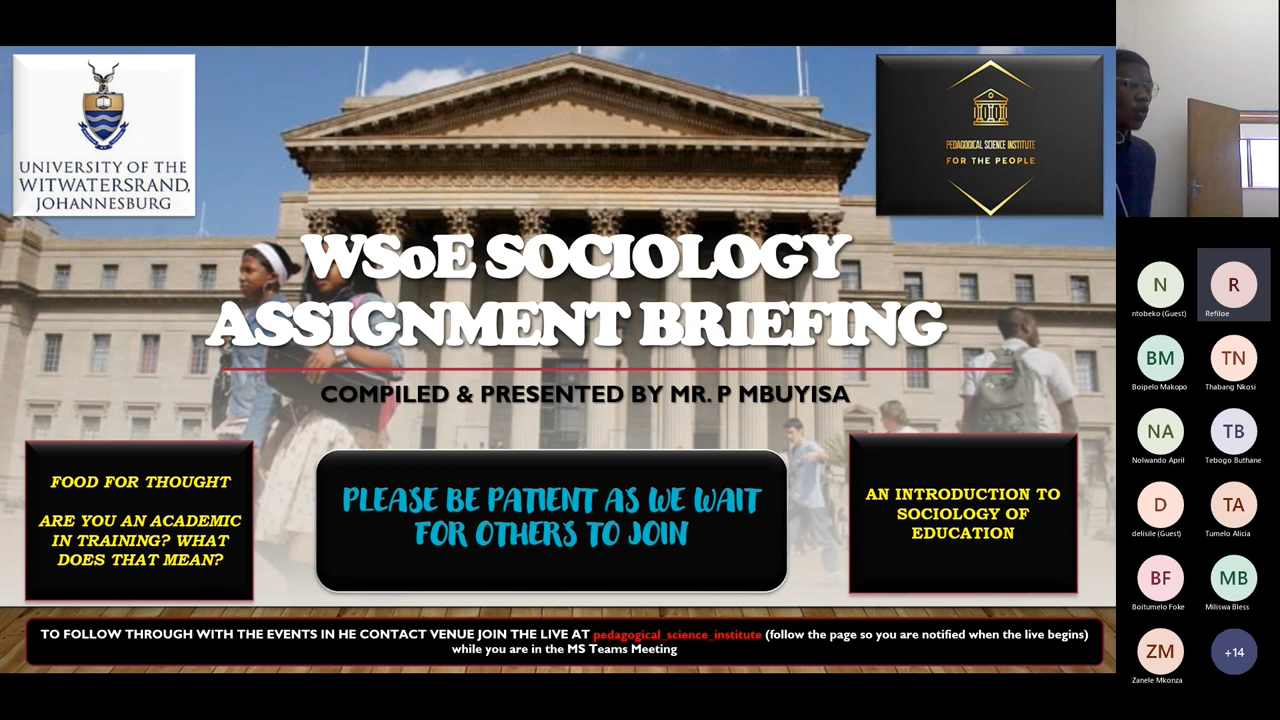 UNIVERSITY OF THE
WITWATERSRAND,
JOHANNESBURG
PEDAGOGICAL SCIENCE INSTITUTE
FOR THE PEOPLE
WSoE SOCIOLOGY
ASSIGNMENT BRIEFING
COMPILED & PRESENTED BY MR. P MBUYISA
FOOD FOR THOUGHT
ARE YOU AN ACADEMIC
IN TRAINING? WHAT
DOES THAT MEAN?
PLEASE BE PATIENT AS WE WAIT
FOR OTHERS TO JOIN
AN INTRODUCTION TO
SOCIOLOGY OF
EDUCATION
TO FOLLOW THROUGH WITH THE EVENTS IN HE CONTACT VENUE JOIN THE LIVE AT pedagogical_science_institute (follow the page so you are notified when the live begins)
while you are in the MS Teams Meeting
N
ntobeko (Guest)
R
Refiloe
BM
Boipelo Makopo
TN
Thabang Nkosi
NA
Nolwando April
TB
Tebogo Buthane
D
delisile (Guest)
TA
Tumelo Alicia
BF
Boitumelo Foke
MB
Miliswa Bless
ZM
Zanele Mkonza
+14